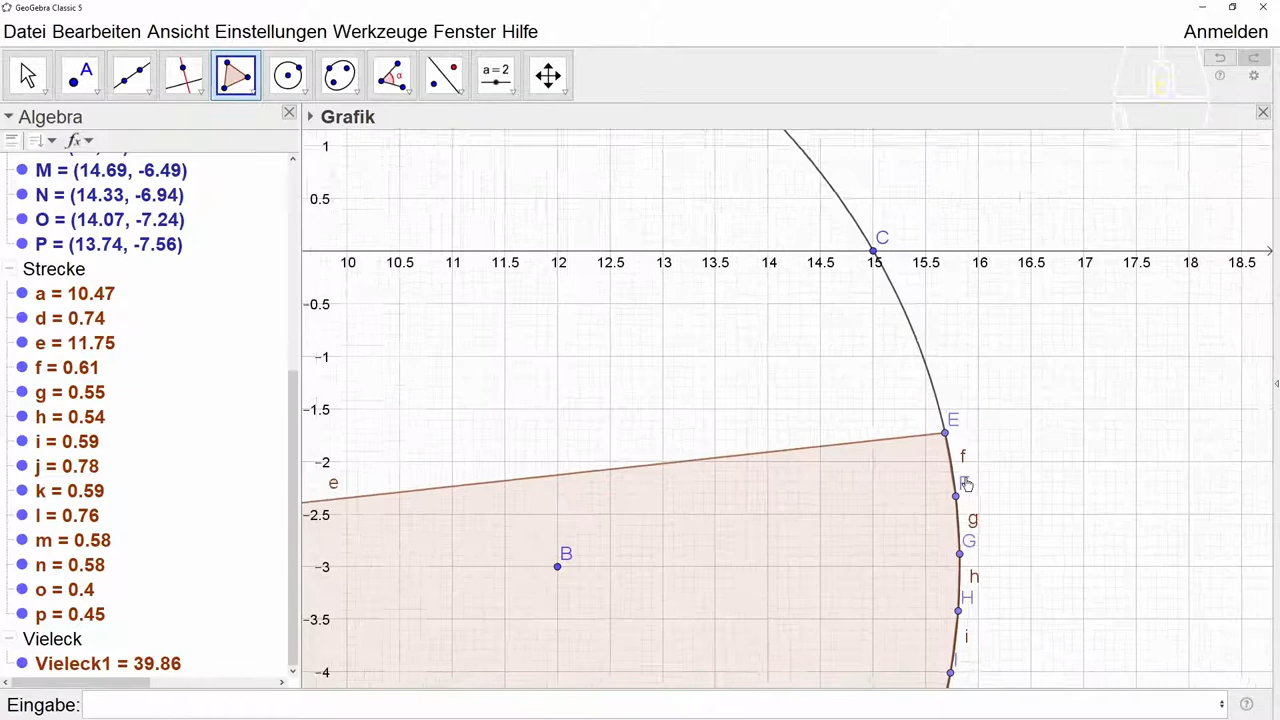 GeoGebra Classic 5
Datei Bearbeiten Ansicht Einstellungen Werkzeuge Fenster Hilfe
Anmelden
A
α
a = 2
Algebra
Grafik
fx
M = (14.69, -6.49)
N = (14.33, -6.94)
O = (14.07, -7.24)
P = (13.74, -7.56)
Strecke
a = 10.47
d = 0.74
e = 11.75
f = 0.61
g = 0.55
h = 0.54
i = 0.59
j = 0.78
k = 0.59
l = 0.76
m = 0.58
n = 0.58
o = 0.4
p = 0.45
Vieleck
Vieleck1 = 39.86
1
0.5
C
10 10.5 11 11.5 12 12.5 13 13.5 14 14.5 15 15.5 16 16.5 17 17.5 18 18.5
-0.5
-1
-1.5
E
f
-2
e
-2.5
g
G
B
-3
h
H
-3.5
i
I
-4
Eingabe: